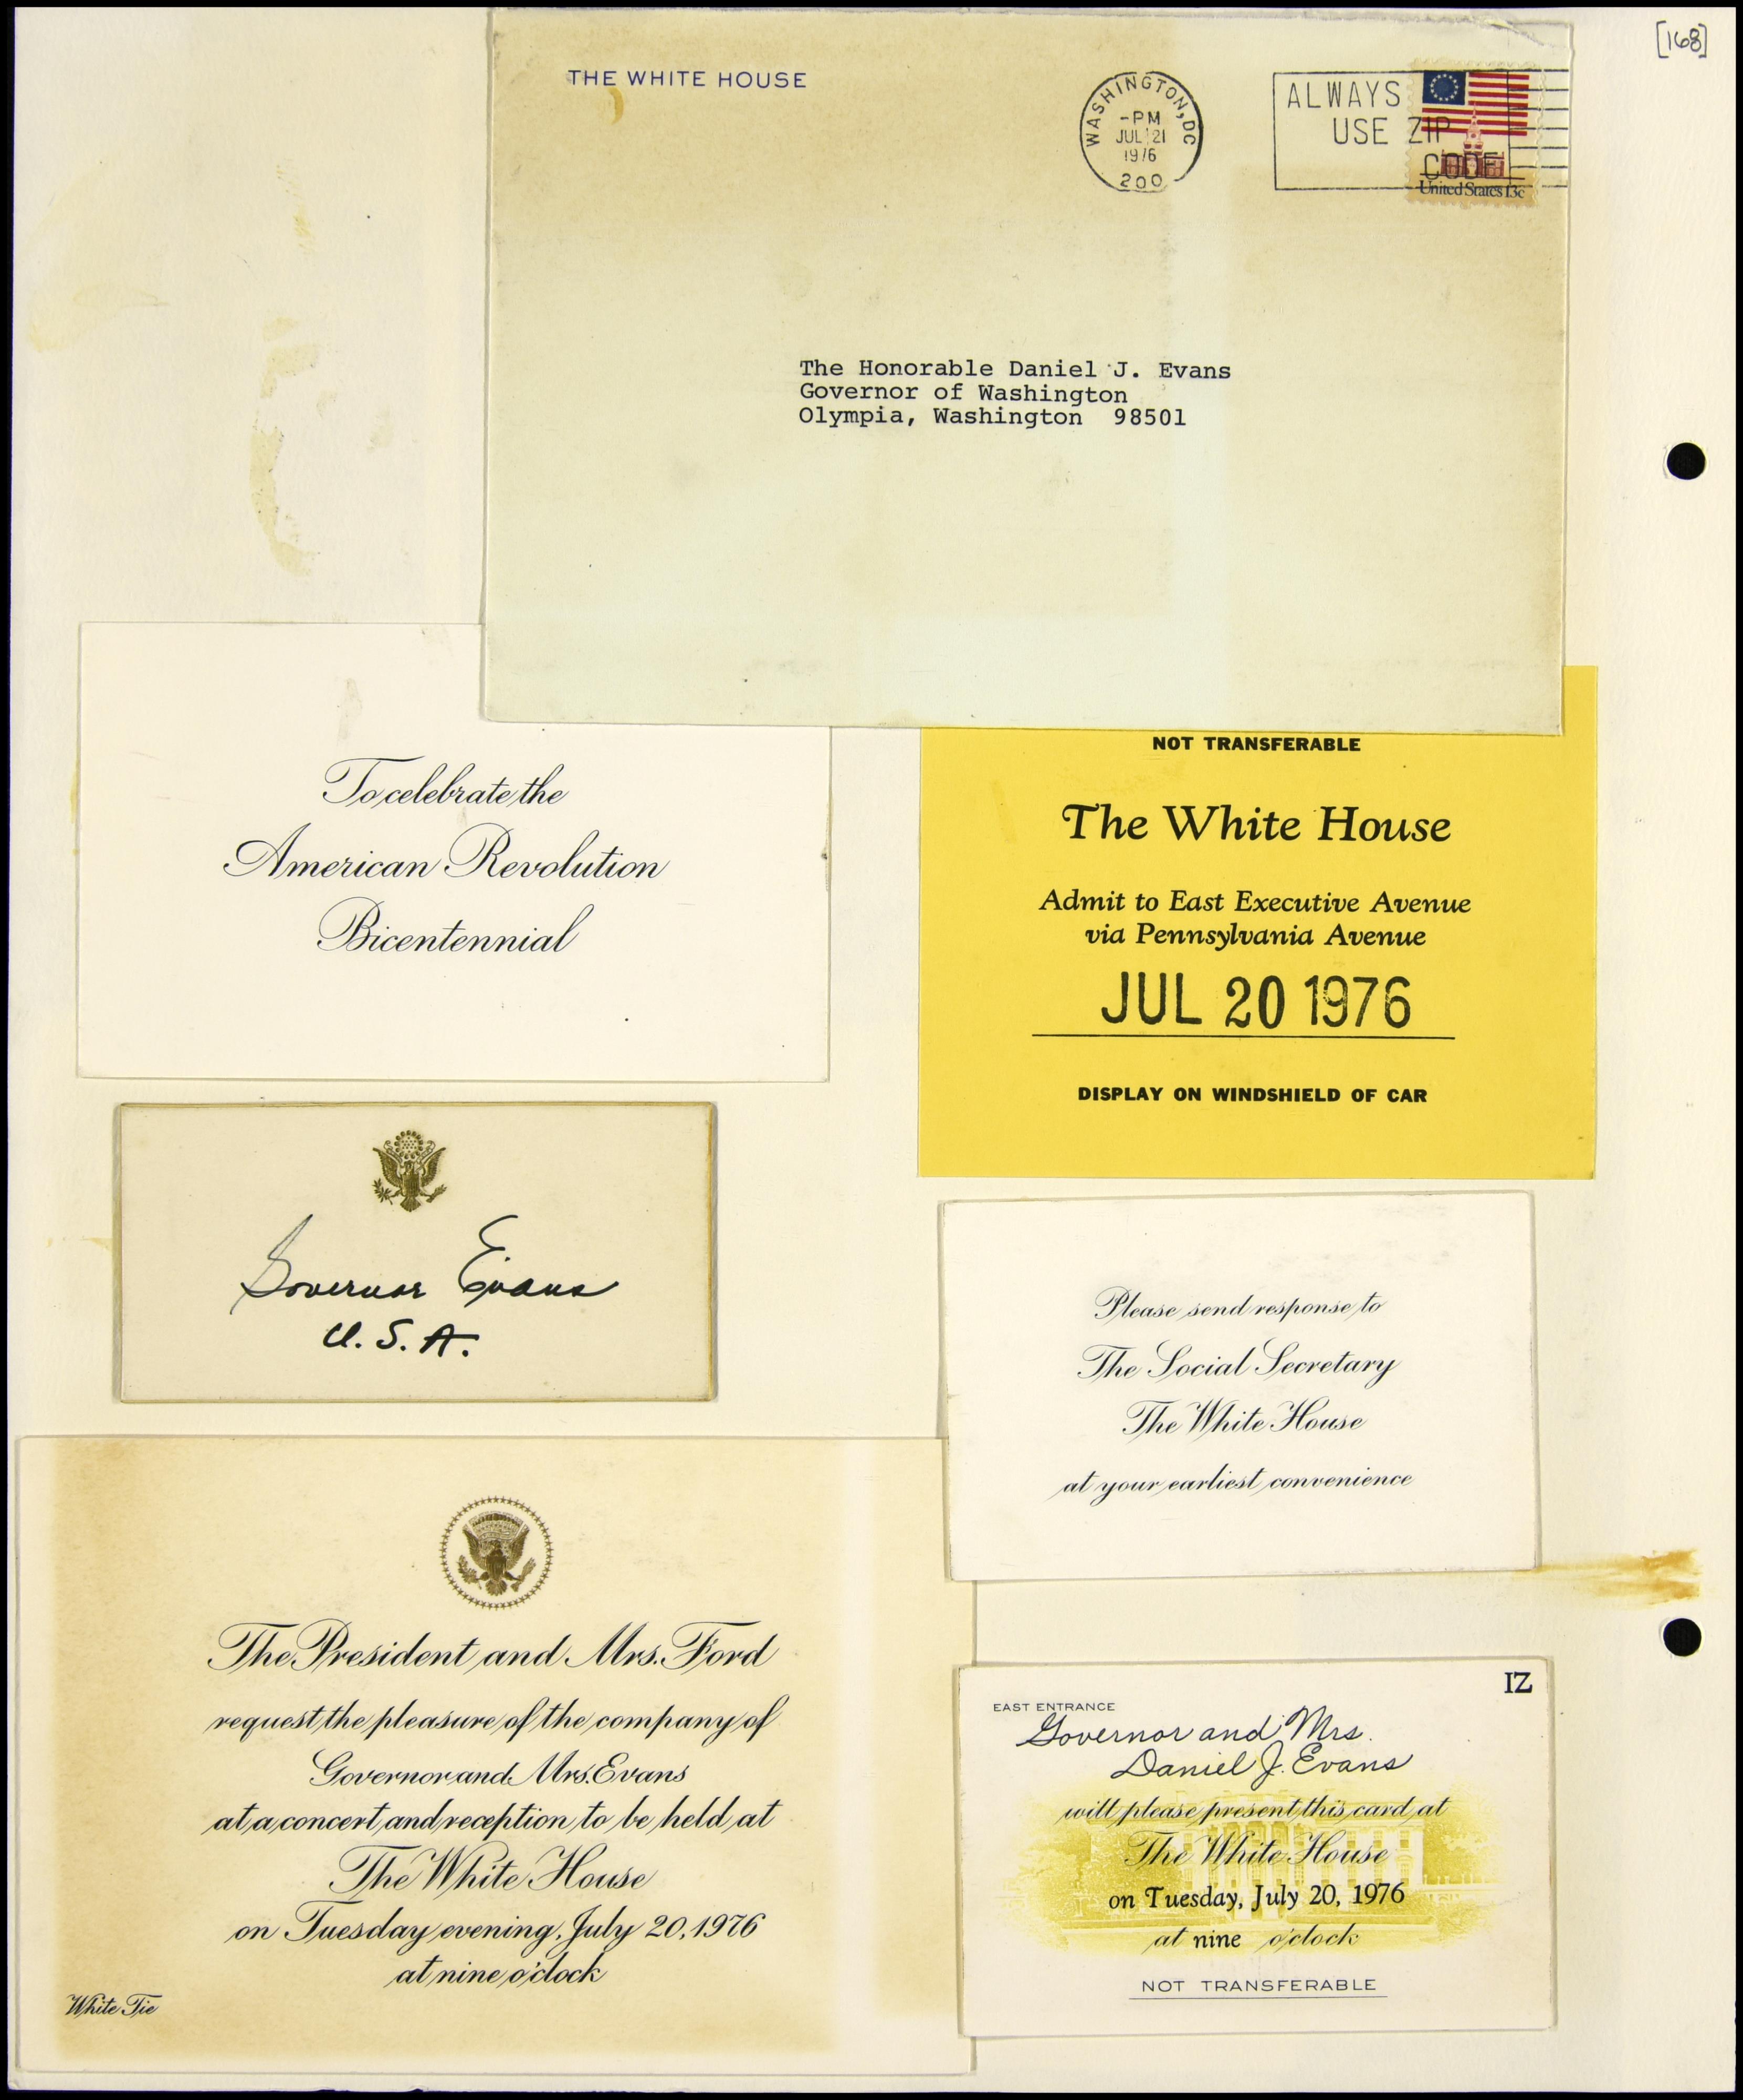 [168]
THE WHITE HOUSE
WASHINGTON, DC
-PM
JUL 21
1976
200
ALWAYS
USE ZIP
CODE
United States 13c
The Honorable Daniel J. Evans
Governor of Washington
Olympia, Washington 98501
To celebrate the
American Revolution
Bicentennial
NOT TRANSFERABLE
The White House
Admit to East Executive Avenue
via Pennsylvania Avenue
JUL 20 1976
DISPLAY ON WINDSHIELD OF CAR
Governor Evans
U.S.A.
Please send response to
The Social Secretary
The White House
at your earliest convenience
The President and Mrs. Ford
request the pleasure of the company of
Governor and Mrs. Evans
at a concert and reception to be held at
The White House
on Tuesday evening, July 20, 1976
at nine o'clock
White Tie
IZ
EAST ENTRANCE
Governor and Mrs.
Daniel J. Evans
will please present this card at
The White House
on Tuesday, July 20, 1976
at nine o'clock
NOT TRANSFERABLE